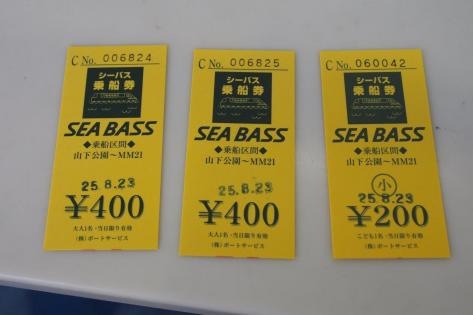 C No. 006824
シーバス
乗船券
SEA BASS
◆乗船区間◆
山下公園～MM21
25.8.23
¥400
大人1名・当日限り有効
(株)ポートサービス
C No. 006825
シーバス
乗船券
SEA BASS
◆乗船区間◆
山下公園～MM21
25.8.23
¥400
大人1名・当日限り有効
(株)ポートサービス
C No. 060042
シーバス
乗船券
SEA BASS
◆乗船区間◆
山下公園～MM21
小
25.8.23
¥200
こども1名・当日限り有効
(株)ポートサービス